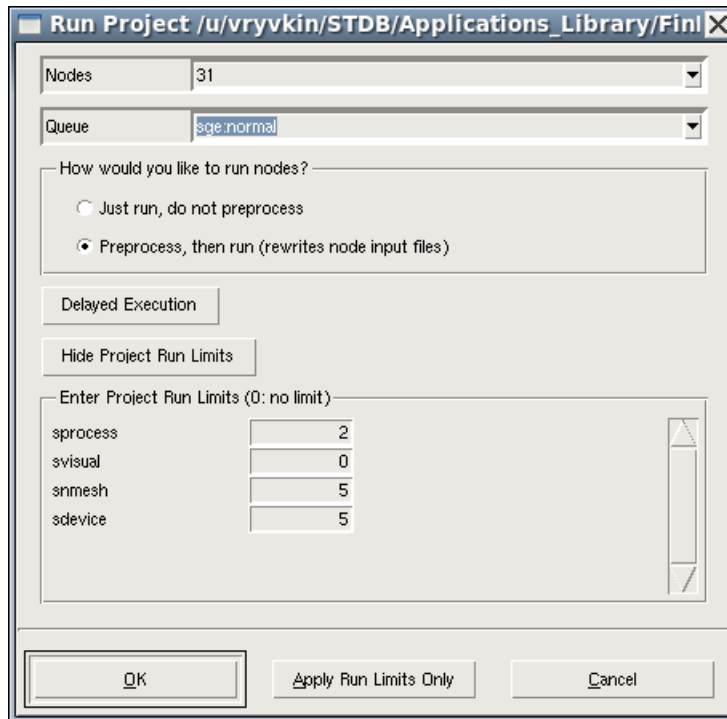 Run Project /u/vryvkin/STDB/Applications_Library/Finl
Nodes 31
Queue sge:normal
How would you like to run nodes?
Just run, do not preprocess
Preprocess, then run (rewrites node input files)
Delayed Execution
Hide Project Run Limits
Enter Project Run Limits (0: no limit)
sprocess 2
svisual 0
snmesh 5
sdevice 5
OK Apply Run Limits Only Cancel